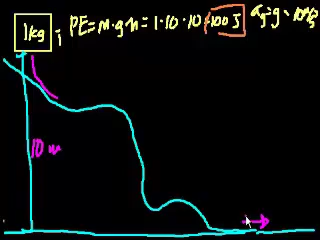 1kg ; PE = m·g·h = 1·10·10 = 100 J
10 m